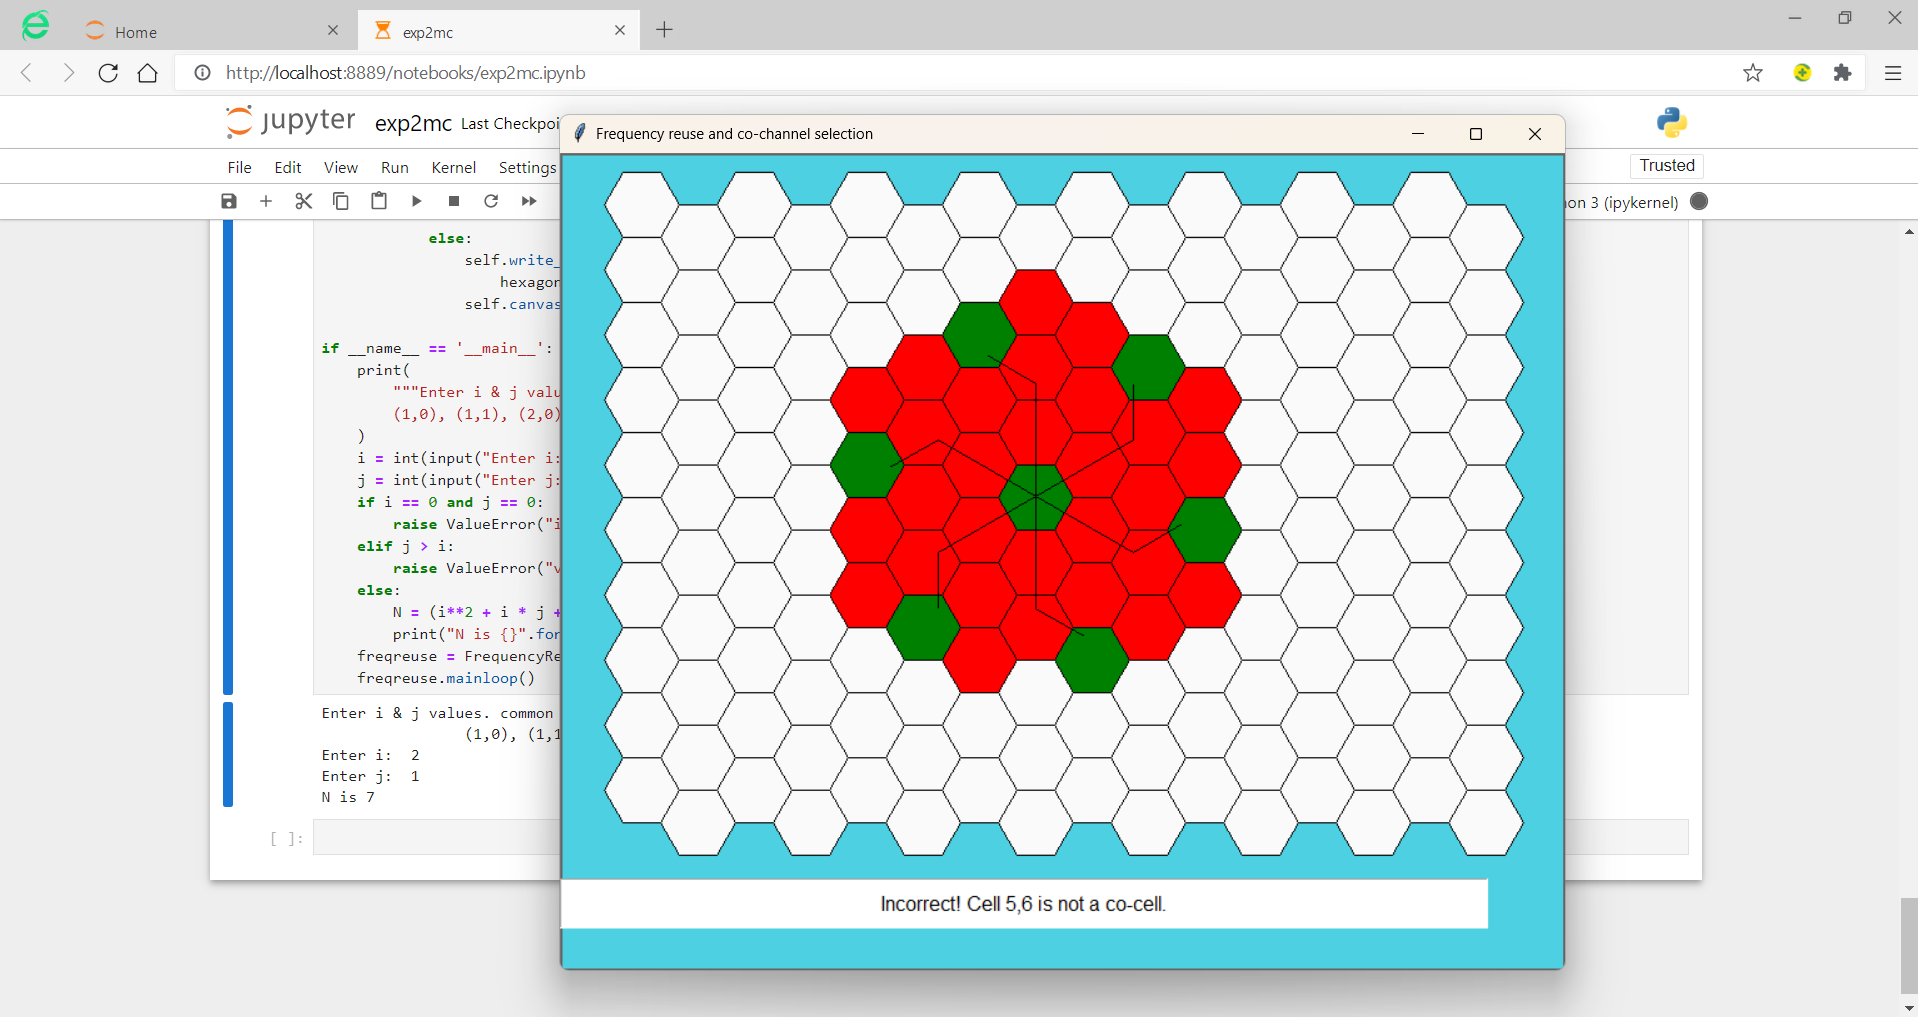 Home
exp2mc
http://localhost:8889/notebooks/exp2mc.ipynb
jupyter exp2mc Last Checkpoi
Frequency reuse and co-channel selection
File Edit View Run Kernel Settings
Trusted
on 3 (ipykernel)
else:
self.write_
hexagon
self.canvas
if __name__ == '__main__':
print(
"""Enter i & j valu
(1,0), (1,1), (2,0)
)
i = int(input("Enter i:
j = int(input("Enter j:
if i == 0 and j == 0:
raise ValueError("i
elif j > i:
raise ValueError("v
else:
N = (i**2 + i * j +
print("N is {}".for
freqreuse = FrequencyRe
freqreuse.mainloop()
Enter i & j values. common
(1,0), (1,1
Enter i: 2
Enter j: 1
N is 7
[ ]:
Incorrect! Cell 5,6 is not a co-cell.